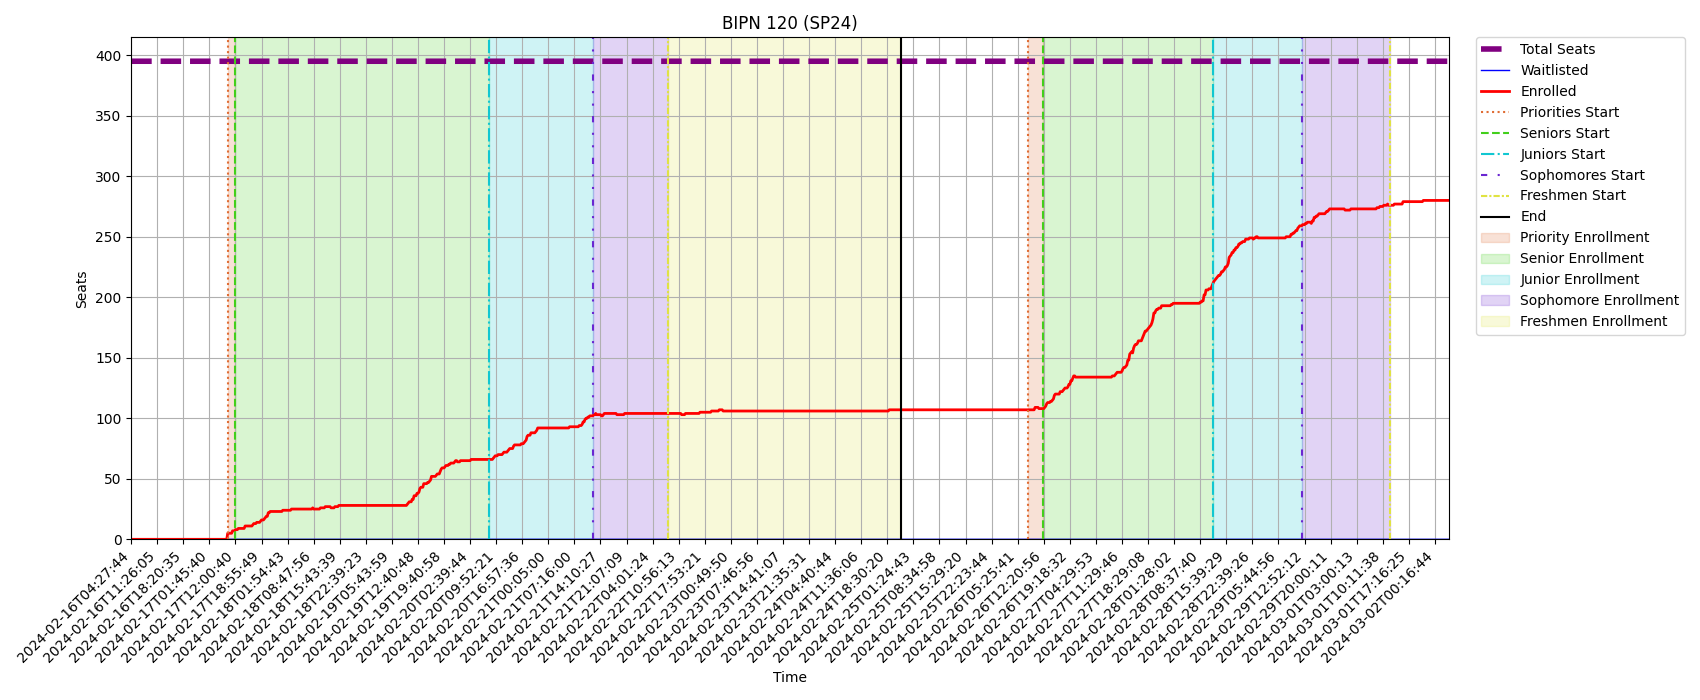 BIPN 120 (SP24)
Seats
400
350
300
250
200
150
100
50
0
2024-02-16T04:27:44
2024-02-16T11:26:05
2024-02-16T18:20:35
2024-02-17T01:45:40
2024-02-17T12:00:40
2024-02-17T18:55:49
2024-02-18T01:54:43
2024-02-18T08:47:56
2024-02-18T15:43:39
2024-02-18T22:39:23
2024-02-19T05:43:59
2024-02-19T12:40:48
2024-02-19T19:40:58
2024-02-20T02:39:44
2024-02-20T09:52:21
2024-02-20T16:57:36
2024-02-21T00:05:00
2024-02-21T07:16:00
2024-02-21T14:10:27
2024-02-21T21:07:09
2024-02-22T04:01:24
2024-02-22T10:56:13
2024-02-22T17:53:21
2024-02-23T00:49:50
2024-02-23T07:46:56
2024-02-23T14:41:07
2024-02-23T21:35:31
2024-02-24T04:40:44
2024-02-24T11:36:06
2024-02-24T18:30:20
2024-02-25T01:24:43
2024-02-25T08:34:58
2024-02-25T15:29:20
2024-02-25T22:23:44
2024-02-26T05:25:41
2024-02-26T12:20:56
2024-02-26T19:18:32
2024-02-27T04:29:53
2024-02-27T11:29:46
2024-02-27T18:29:08
2024-02-28T01:28:02
2024-02-28T08:37:40
2024-02-28T15:39:29
2024-02-28T22:39:26
2024-02-29T05:44:56
2024-02-29T12:52:12
2024-02-29T20:00:11
2024-03-01T03:00:13
2024-03-01T10:11:38
2024-03-01T17:16:25
2024-03-02T00:16:44
Time
Total Seats
Waitlisted
Enrolled
Priorities Start
Seniors Start
Juniors Start
Sophomores Start
Freshmen Start
End
Priority Enrollment
Senior Enrollment
Junior Enrollment
Sophomore Enrollment
Freshmen Enrollment